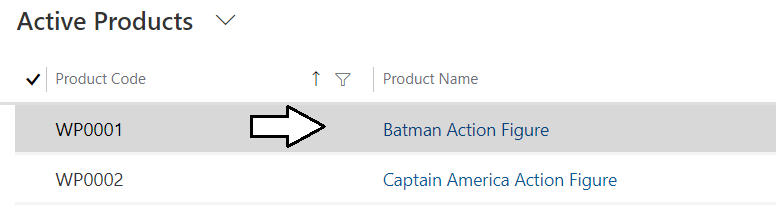 Active Products
Product Code Product Name
WP0001 Batman Action Figure
WP0002 Captain America Action Figure